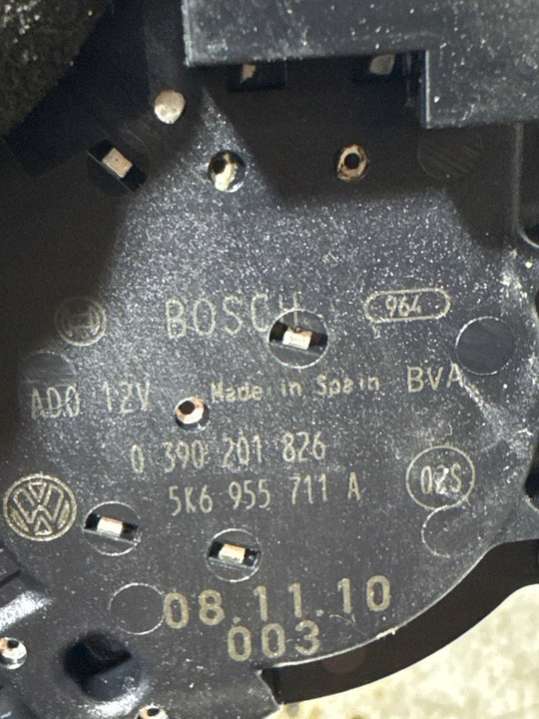 BOSCH
964
AD0 12V
Made in Spain
BVA
0 390 201 826
5K6 955 711 A
02S
08.11.10
003